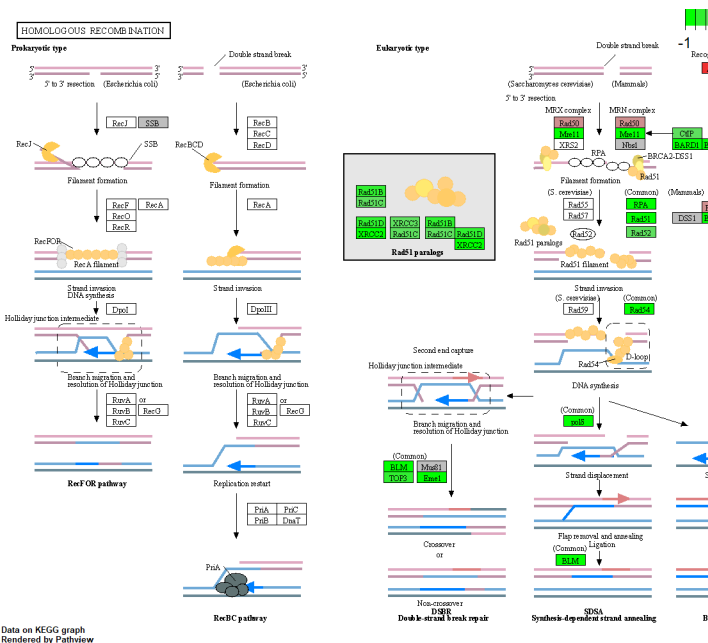 HOMOLOGOUS RECOMBINATION
Prokaryotic type
Eukaryotic type
-1
Double strand break
Double strand break
5' 3'
3' 5'
5' 3'
3' 5'
5' 3'
3' 5'
5' to 3' resection
(Escherichia coli)
(Escherichia coli)
(Saccharomyces cerevisiae)
(Mammals)
5' to 3' resection
RecJ
SSB
RecB
RecC
RecD
MRX complex
MRN complex
Rad50
Mre11
XRS2
Rad50
Mre11
Nbs1
CtIP
BARD1
RecJ
SSB
RecBCD
RPA
BRCA2-DSS1
Rad51
Filament formation
Filament formation
Filament formation
RecF
RecO
RecR
RecA
RecA
(S. cerevisiae)
(Common)
(Mammals)
Rad55
Rad57
Rad52
RPA
Rad51
Rad52
DSS1
Rad51B
Rad51C
Rad51D
XRCC2
XRCC3
Rad51C
Rad51B
Rad51C
Rad51D
XRCC2
Rad51 paralogs
RecFOR
RecA filament
Rad51 paralogs
Rad51 filament
Strand invasion
DNA synthesis
Strand invasion
Strand invasion
DpoI
DpoIII
(S. cerevisiae)
(Common)
Rad59
Rad54
Holliday junction intermediate
Rad54
D-loop
Branch migration and
resolution of Holliday junction
Branch migration and
resolution of Holliday junction
Second end capture
Holliday junction intermediate
DNA synthesis
RuvA
RuvB
RuvC
or
RecG
RuvA
RuvB
RuvC
or
RecG
Branch migration and
resolution of Holliday junction
(Common)
polδ
(Common)
BLM
TOP3
Mus81
Eme1
RecFOR pathway
Replication restart
Strand displacement
PriA
PriB
PriC
DnaT
Flap removal and annealing
Ligation
Crossover
or
(Common)
BLM
PriA
Non-crossover
RecBC pathway
DSBR
Double-strand break repair
SDSA
Synthesis-dependent strand annealing
Data on KEGG graph
Rendered by Pathview